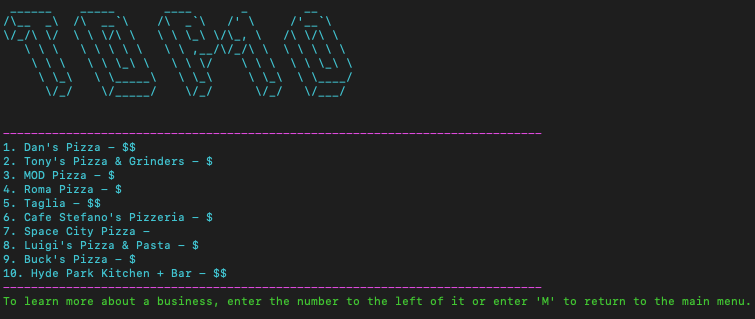 TOP10
1. Dan's Pizza – $$
2. Tony's Pizza & Grinders – $
3. MOD Pizza – $
4. Roma Pizza – $
5. Taglia – $$
6. Cafe Stefano's Pizzeria – $
7. Space City Pizza –
8. Luigi's Pizza & Pasta – $
9. Buck's Pizza – $
10. Hyde Park Kitchen + Bar – $$
To learn more about a business, enter the number to the left of it or enter 'M' to return to the main menu.